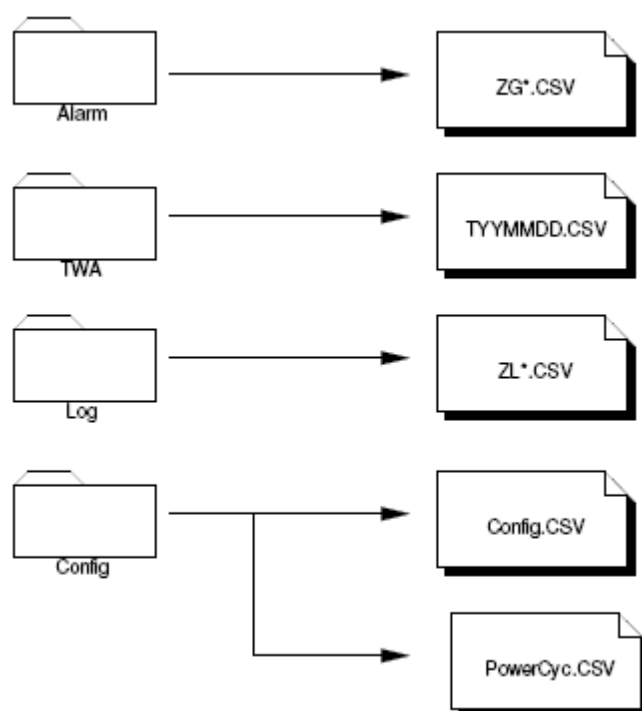 ZG*.CSV
Alarm
TYYMMDD.CSV
TWA
ZL*.CSV
Log
Config.CSV
Config
PowerCyc.CSV